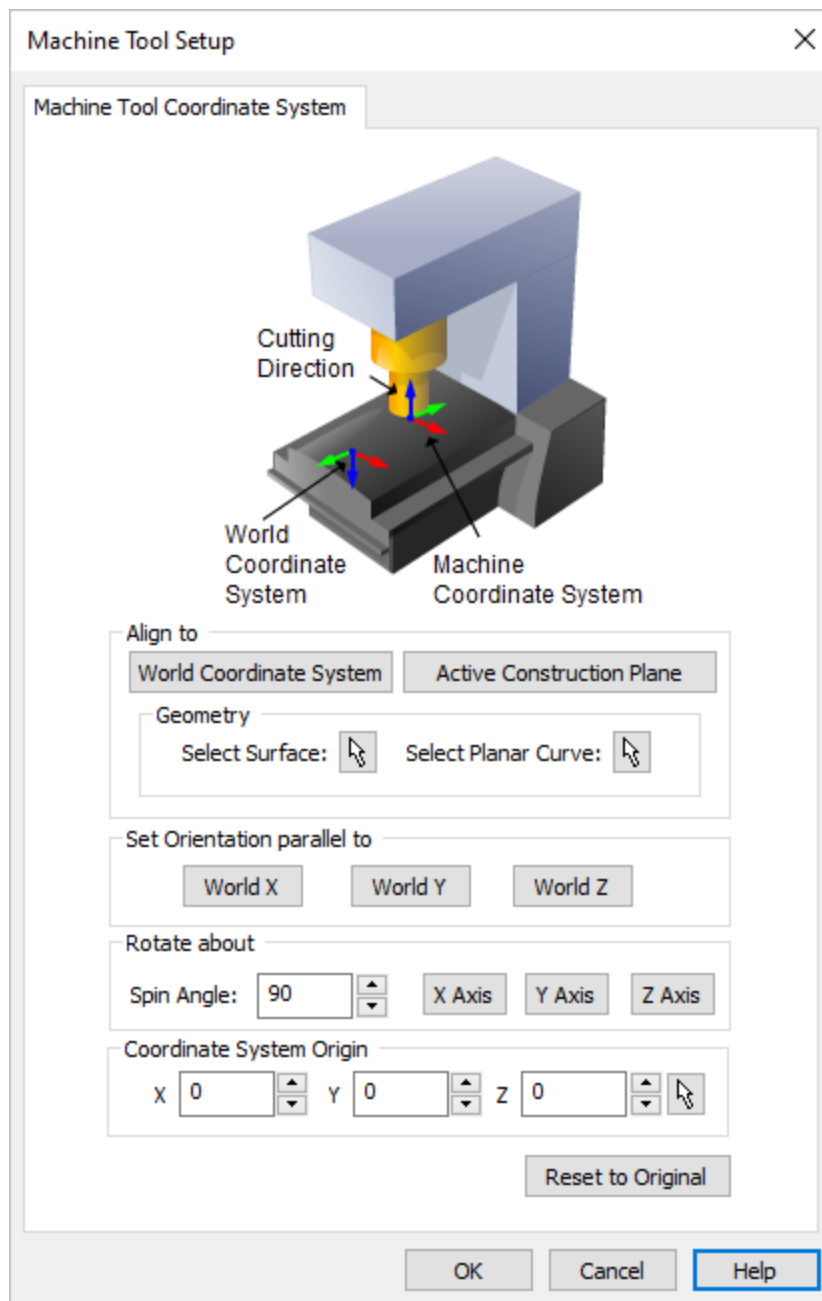 Machine Tool Setup
Machine Tool Coordinate System
Cutting
Direction
World
Coordinate
System
Machine
Coordinate System
Align to
World Coordinate System Active Construction Plane
Geometry
Select Surface: Select Planar Curve:
Set Orientation parallel to
World X World Y World Z
Rotate about
Spin Angle: 90 X Axis Y Axis Z Axis
Coordinate System Origin
X 0 Y 0 Z 0
Reset to Original
OK Cancel Help